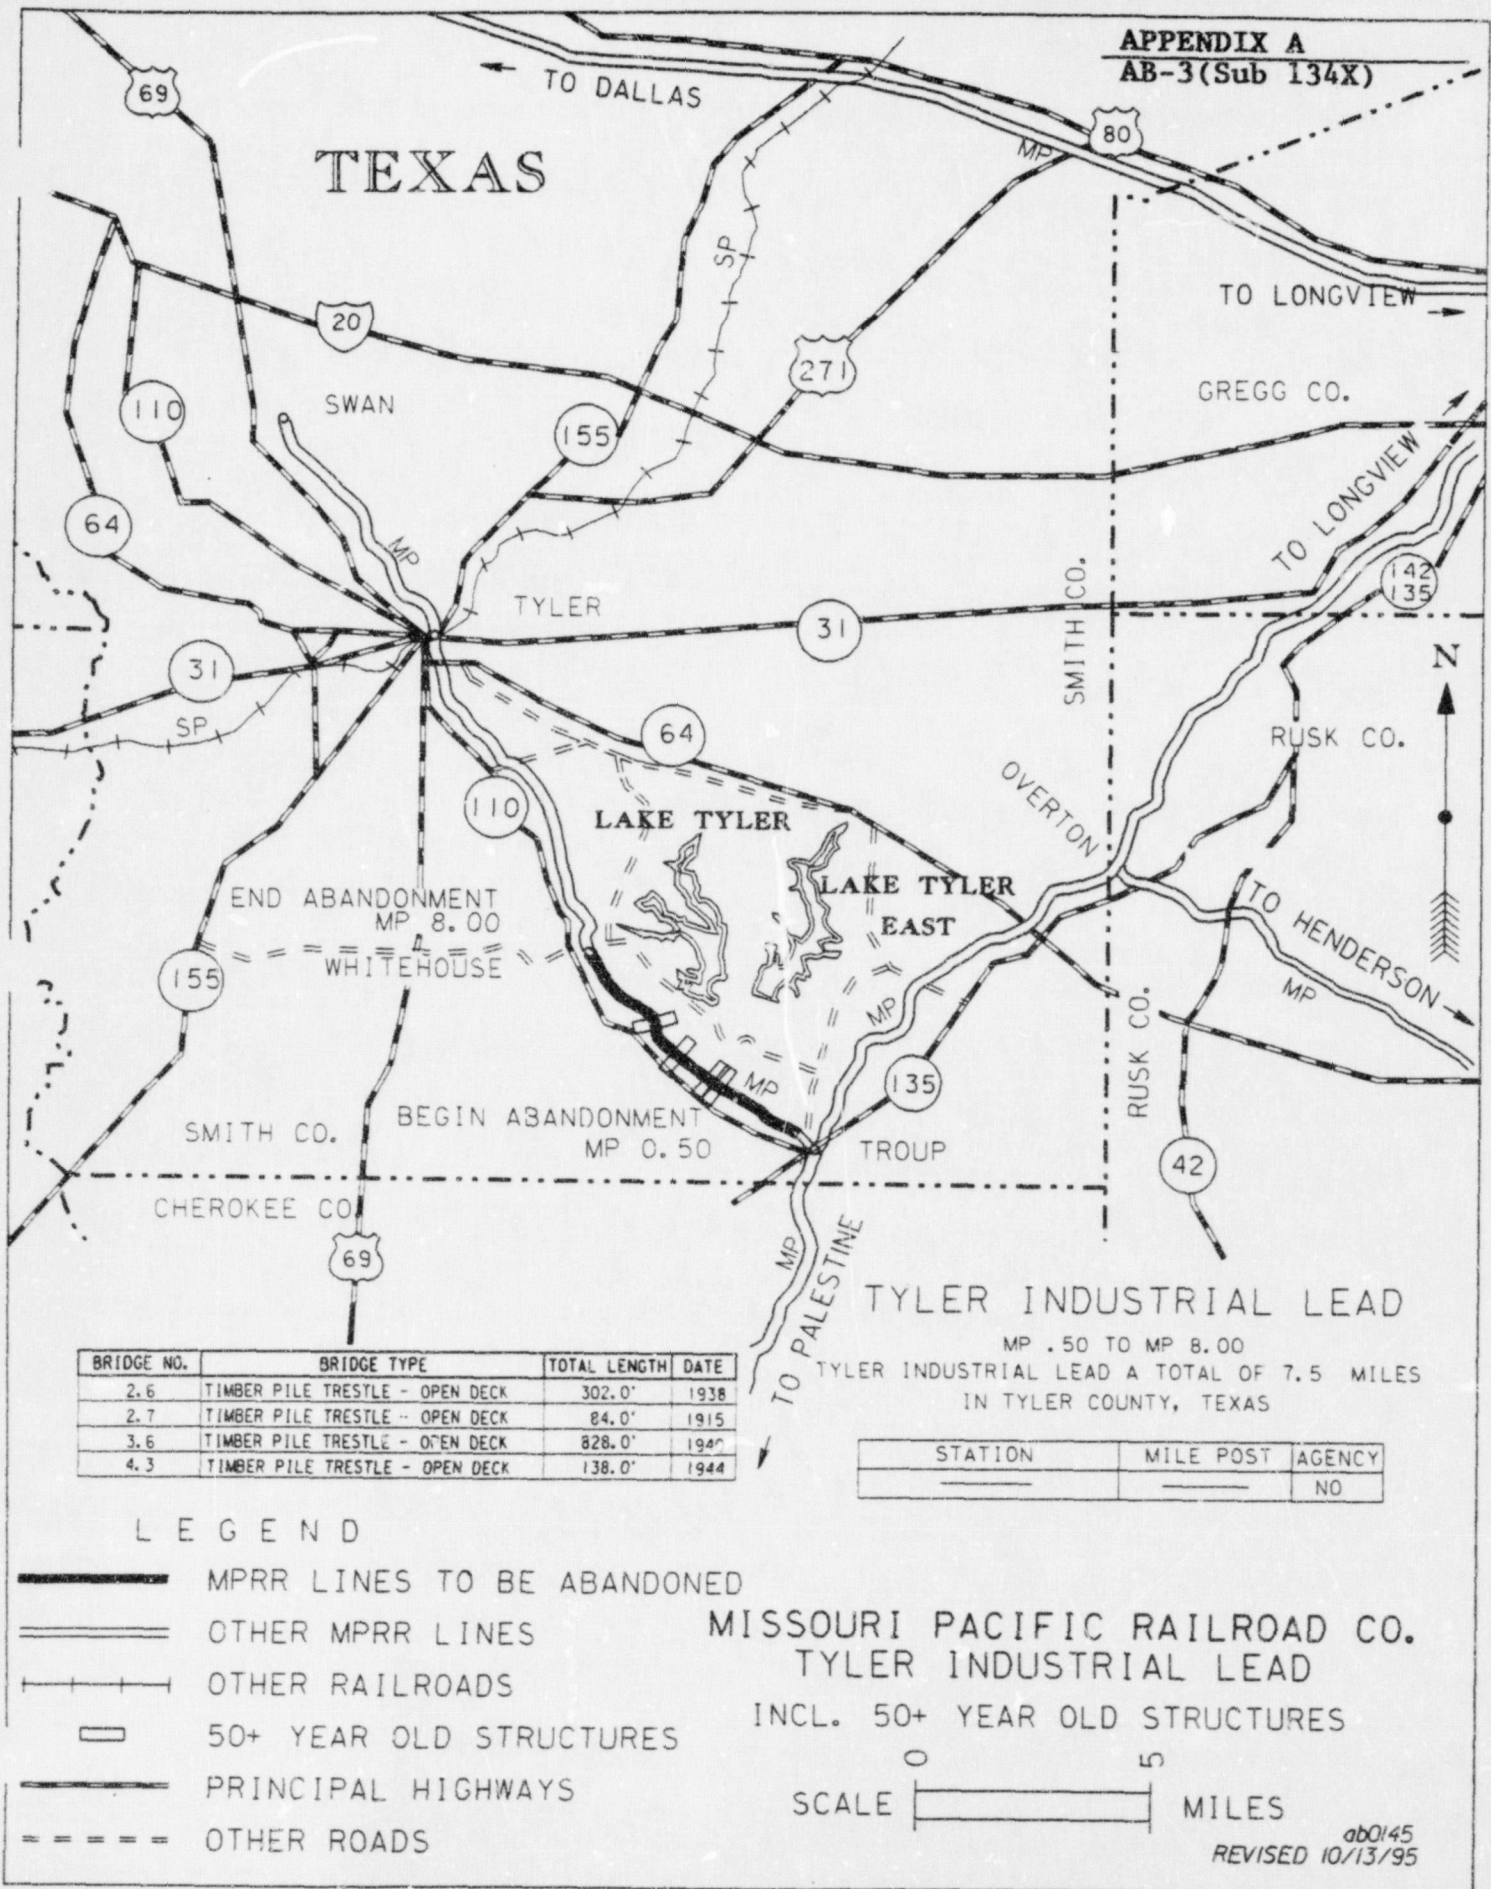 APPENDIX A
AB-3(Sub 134X)
69
TO DALLAS
80
MP
TEXAS
SP
TO LONGVIEW
20
271
GREGG CO.
110
SWAN
155
TO LONGVIEW
64
MP
142
135
TYLER
31
SMITH CO.
N
31
SP
64
RUSK CO.
110
LAKE TYLER
OVERTON
LAKE TYLER
EAST
END ABANDONMENT
MP 8.00
WHITEHOUSE
155
TO HENDERSON
MP
MP
RUSK CO.
135
MP
BEGIN ABANDONMENT
MP 0.50
SMITH CO.
TROUP
42
CHEROKEE CO
69
MP
TO PALESTINE
TYLER INDUSTRIAL LEAD
MP .50 TO MP 8.00
TYLER INDUSTRIAL LEAD A TOTAL OF 7.5 MILES
IN TYLER COUNTY, TEXAS
BRIDGE NO. BRIDGE TYPE TOTAL LENGTH DATE
2.6 TIMBER PILE TRESTLE - OPEN DECK 302.0' 1938
2.7 TIMBER PILE TRESTLE - OPEN DECK 84.0' 1915
3.6 TIMBER PILE TRESTLE - OPEN DECK 828.0'
4.3 TIMBER PILE TRESTLE - OPEN DECK 138.0' 1944
STATION MILE POST AGENCY
NO
LEGEND
MPRR LINES TO BE ABANDONED
OTHER MPRR LINES
OTHER RAILROADS
50+ YEAR OLD STRUCTURES
PRINCIPAL HIGHWAYS
OTHER ROADS
MISSOURI PACIFIC RAILROAD CO.
TYLER INDUSTRIAL LEAD
INCL. 50+ YEAR OLD STRUCTURES
0 5
SCALE MILES
ab0145
REVISED 10/13/95